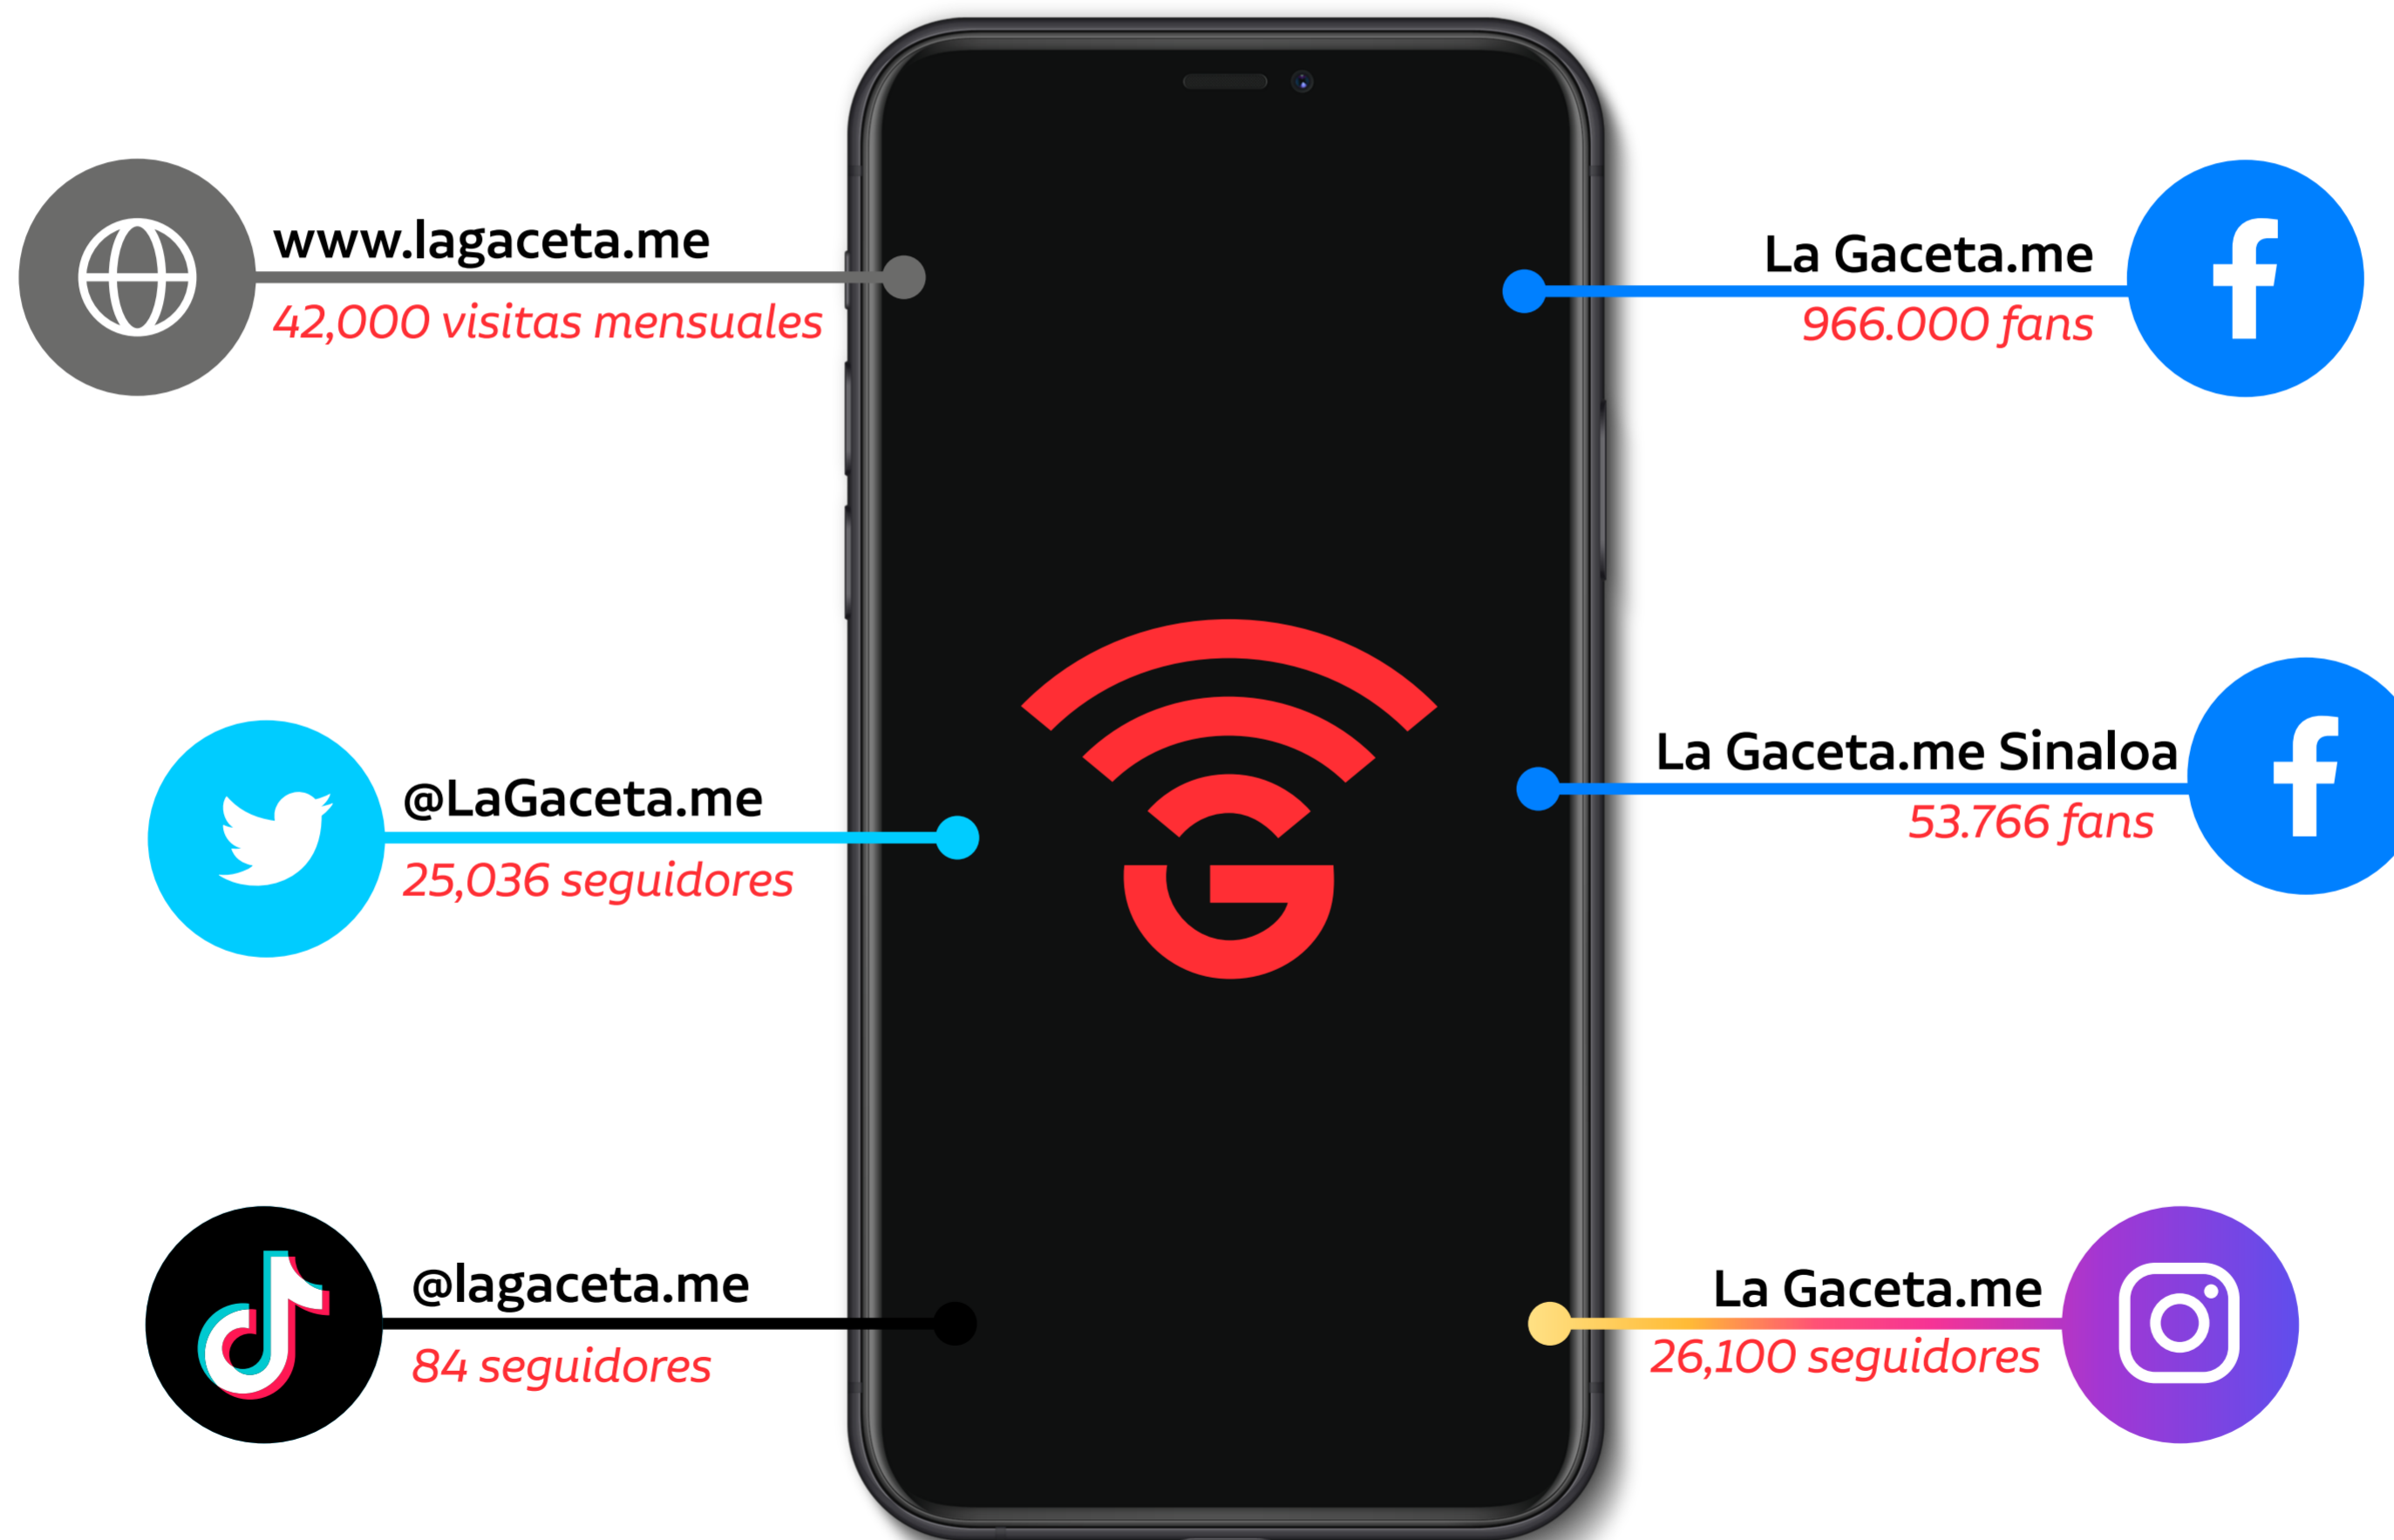 www.lagaceta.me
42,000 visitas mensuales
La Gaceta.me
966.000 fans
@LaGaceta.me
25,036 seguidores
La Gaceta.me Sinaloa
53.766 fans
@lagaceta.me
84 seguidores
La Gaceta.me
26,100 seguidores
G